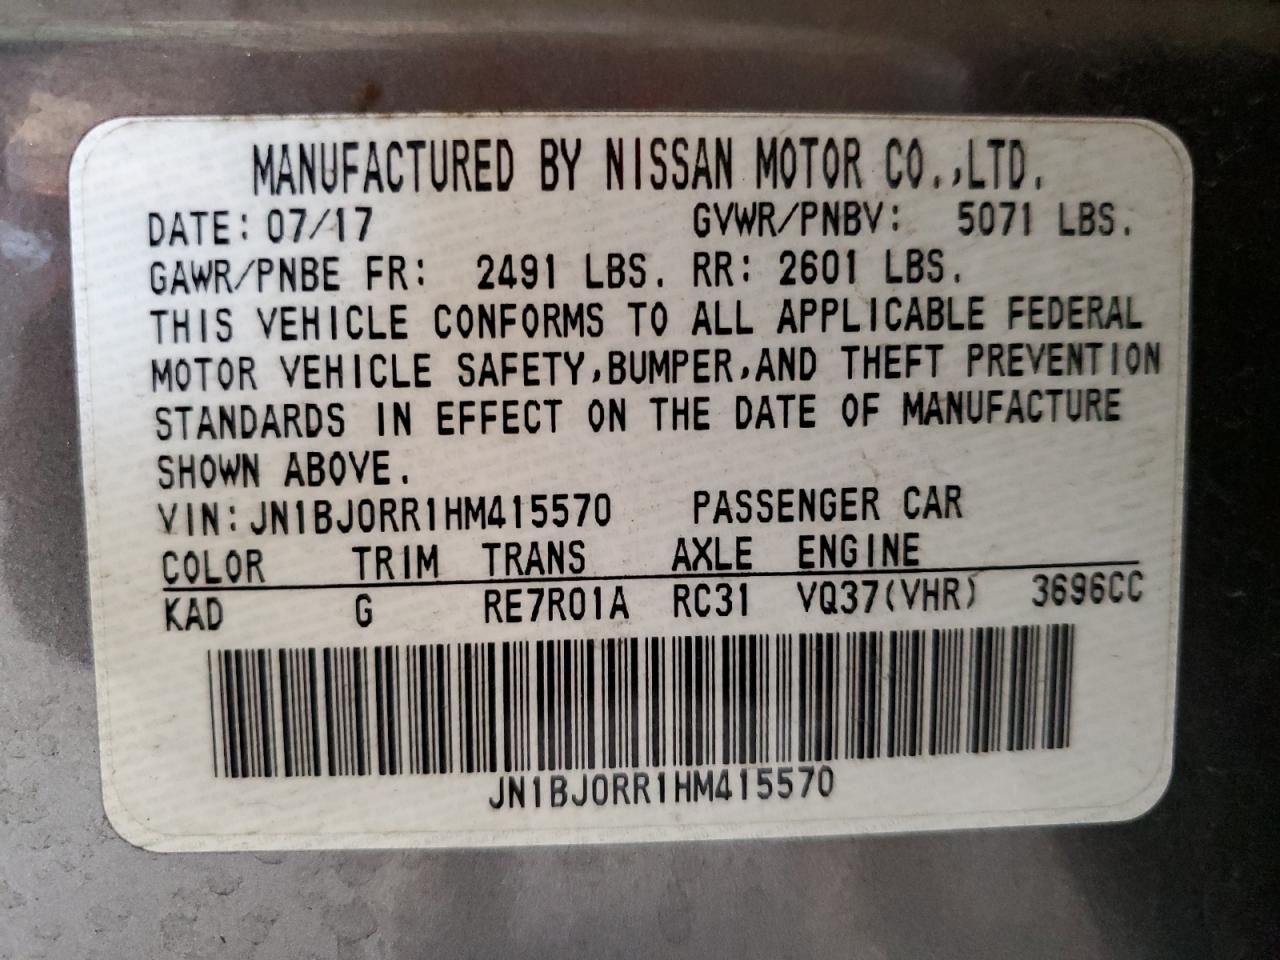 MANUFACTURED BY NISSAN MOTOR CO.,LTD.
DATE: 07/17 GVWR/PNBV: 5071 LBS.
GAWR/PNBE FR: 2491 LBS. RR: 2601 LBS.
THIS VEHICLE CONFORMS TO ALL APPLICABLE FEDERAL
MOTOR VEHICLE SAFETY,BUMPER,AND THEFT PREVENTION
STANDARDS IN EFFECT ON THE DATE OF MANUFACTURE
SHOWN ABOVE.
VIN:JN1BJ0RR1HM415570 PASSENGER CAR
COLOR TRIM TRANS AXLE ENGINE
KAD G RE7R01A RC31 VQ37(VHR) 3696CC
JN1BJ0RR1HM415570